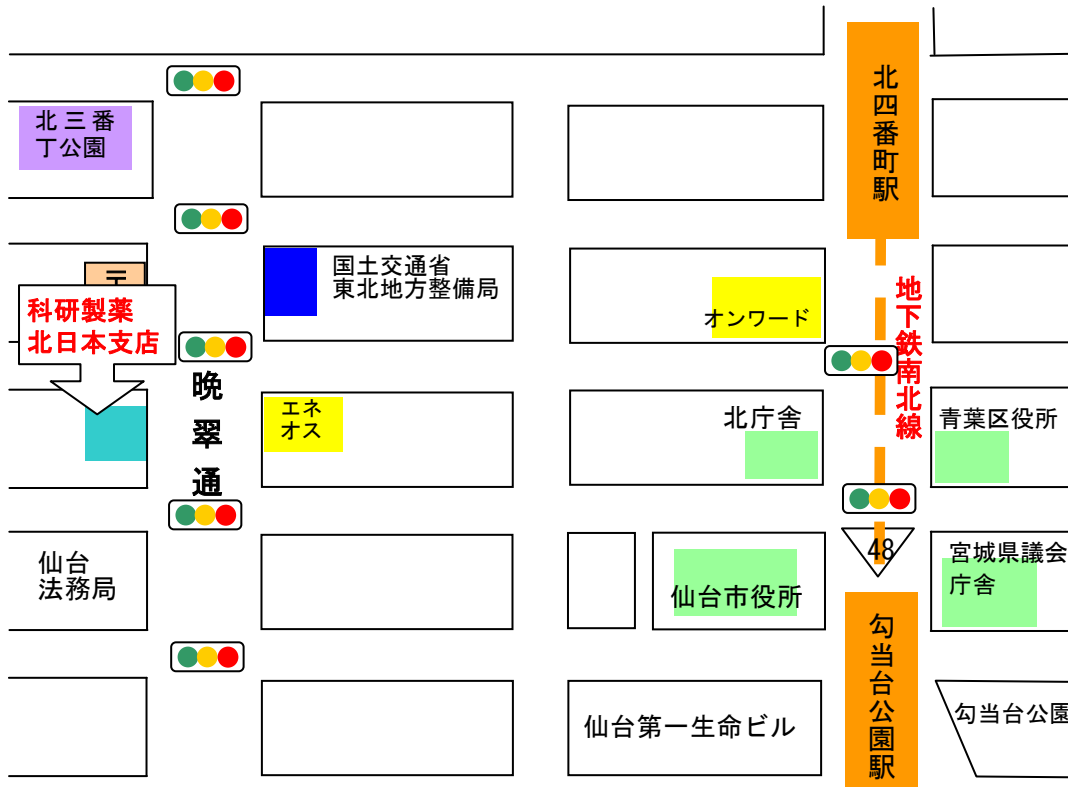 北四番町駅
北三番
丁公園
〒
国土交通省
東北地方整備局
科研製薬
北日本支店
オンワード
地下鉄南北線
晩翠通
エネ
オス
北庁舎
青葉区役所
48
仙台
法務局
仙台市役所
宮城県議会
庁舎
勾当台公園駅
仙台第一生命ビル
勾当台公園